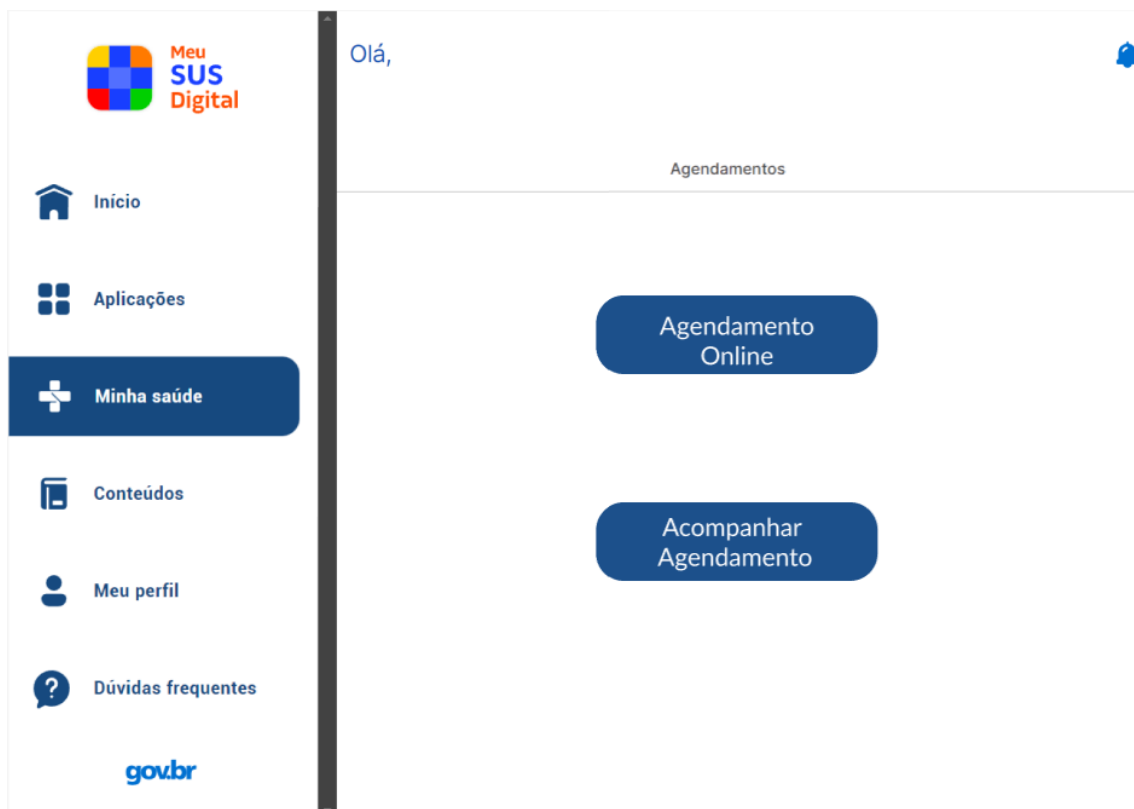 Meu
SUS
Digital
Início
Aplicações
Minha saúde
Conteúdos
Meu perfil
Dúvidas frequentes
gov.br
Olá,
Agendamentos
Agendamento
Online
Acompanhar
Agendamento